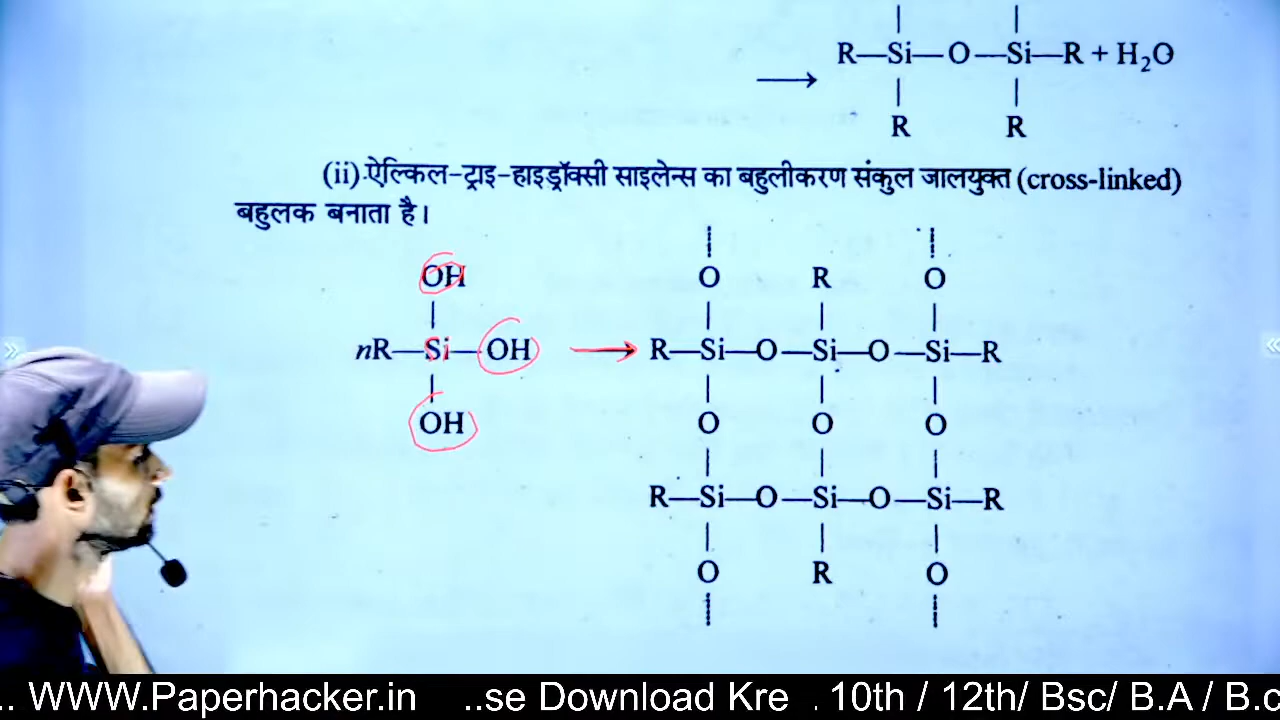 R—Si—O—Si—R + H₂O
⟶
R R
(ii) ऐल्किल-ट्राइ-हाइड्रॉक्सी साइलेन्स का बहुलीकरण संकुल जालयुक्त (cross-linked)
बहुलक बनाता है।
O R O
OH
nR—Si—OH ⟶ R—Si—O—Si—O—Si—R
OH O O O
R—Si—O—Si—O—Si—R
O R O
.. WWW.Paperhacker.in ..se Download Kre . 10th / 12th/ Bsc/ B.A / B.c